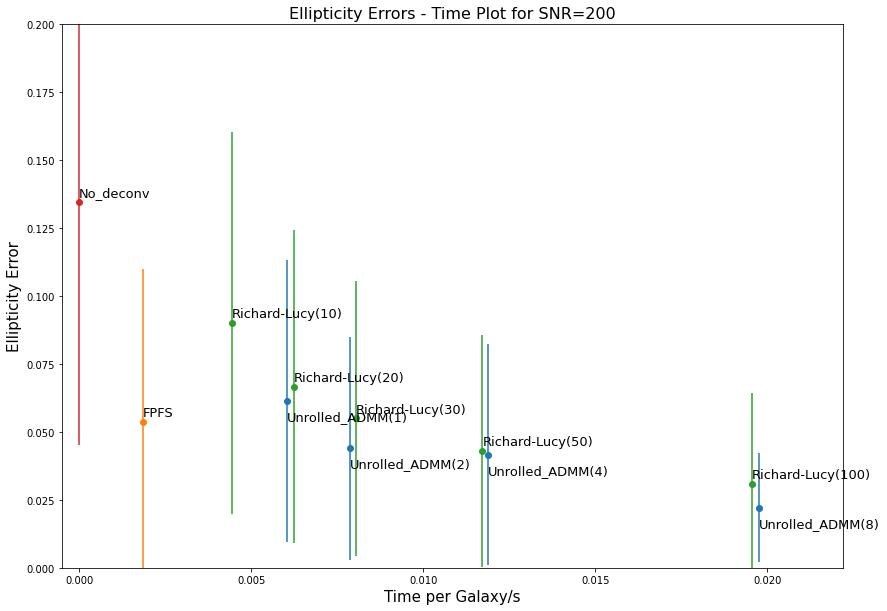 Ellipticity Errors - Time Plot for SNR=200
Ellipticity Error
0.200
0.175
0.150
0.125
0.100
0.075
0.050
0.025
0.000
No_deconv
FPFS
Richard-Lucy(10)
Richard-Lucy(20)
Unrolled_ADMM(1)
Richard-Lucy(30)
Unrolled_ADMM(2)
Richard-Lucy(50)
Unrolled_ADMM(4)
Richard-Lucy(100)
Unrolled_ADMM(8)
0.000
0.005
0.010
0.015
0.020
Time per Galaxy/s